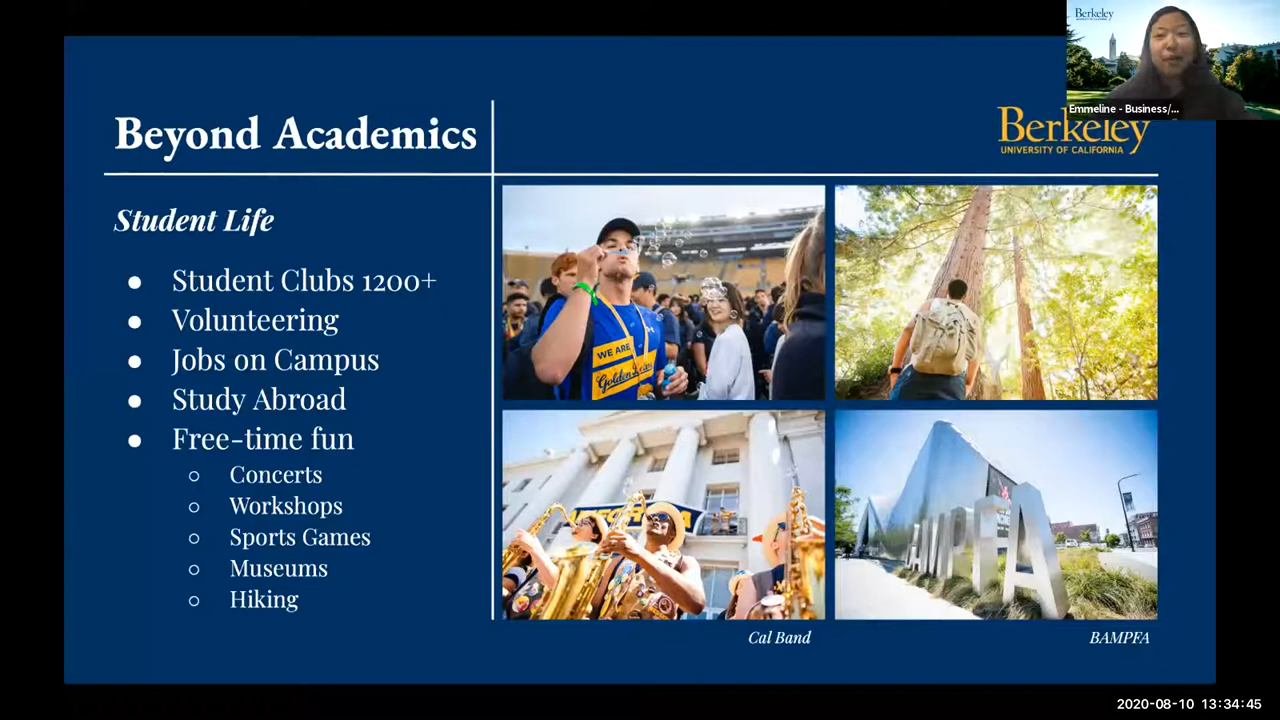 Berkeley
Emmeline - Business/...
Beyond Academics
Berkeley
UNIVERSITY OF CALIFORNIA
Student Life
● Student Clubs 1200+
● Volunteering
● Jobs on Campus
● Study Abroad
● Free-time fun
○ Concerts
○ Workshops
○ Sports Games
○ Museums
○ Hiking
WE ARE
Golden Bears
BAMPFA
Cal Band
BAMPFA
2020-08-10 13:34:45